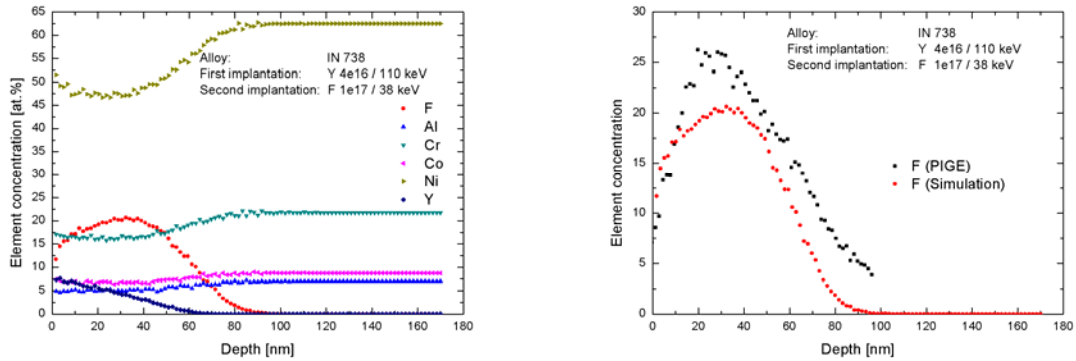 65
60
55
50
45
40
35
30
25
20
15
10
5
0
Element concentration [at.%]
Alloy: IN 738
First implantation: Y 4e16 / 110 keV
Second implantation: F 1e17 / 38 keV
F
Al
Cr
Co
Ni
Y
0 20 40 60 80 100 120 140 160 180
Depth [nm]
30
25
20
15
10
5
0
Element concentration
Alloy: IN 738
First implantation: Y 4e16 / 110 keV
Second implantation: F 1e17 / 38 keV
F (PIGE)
F (Simulation)
0 20 40 60 80 100 120 140 160 180
Depth [nm]